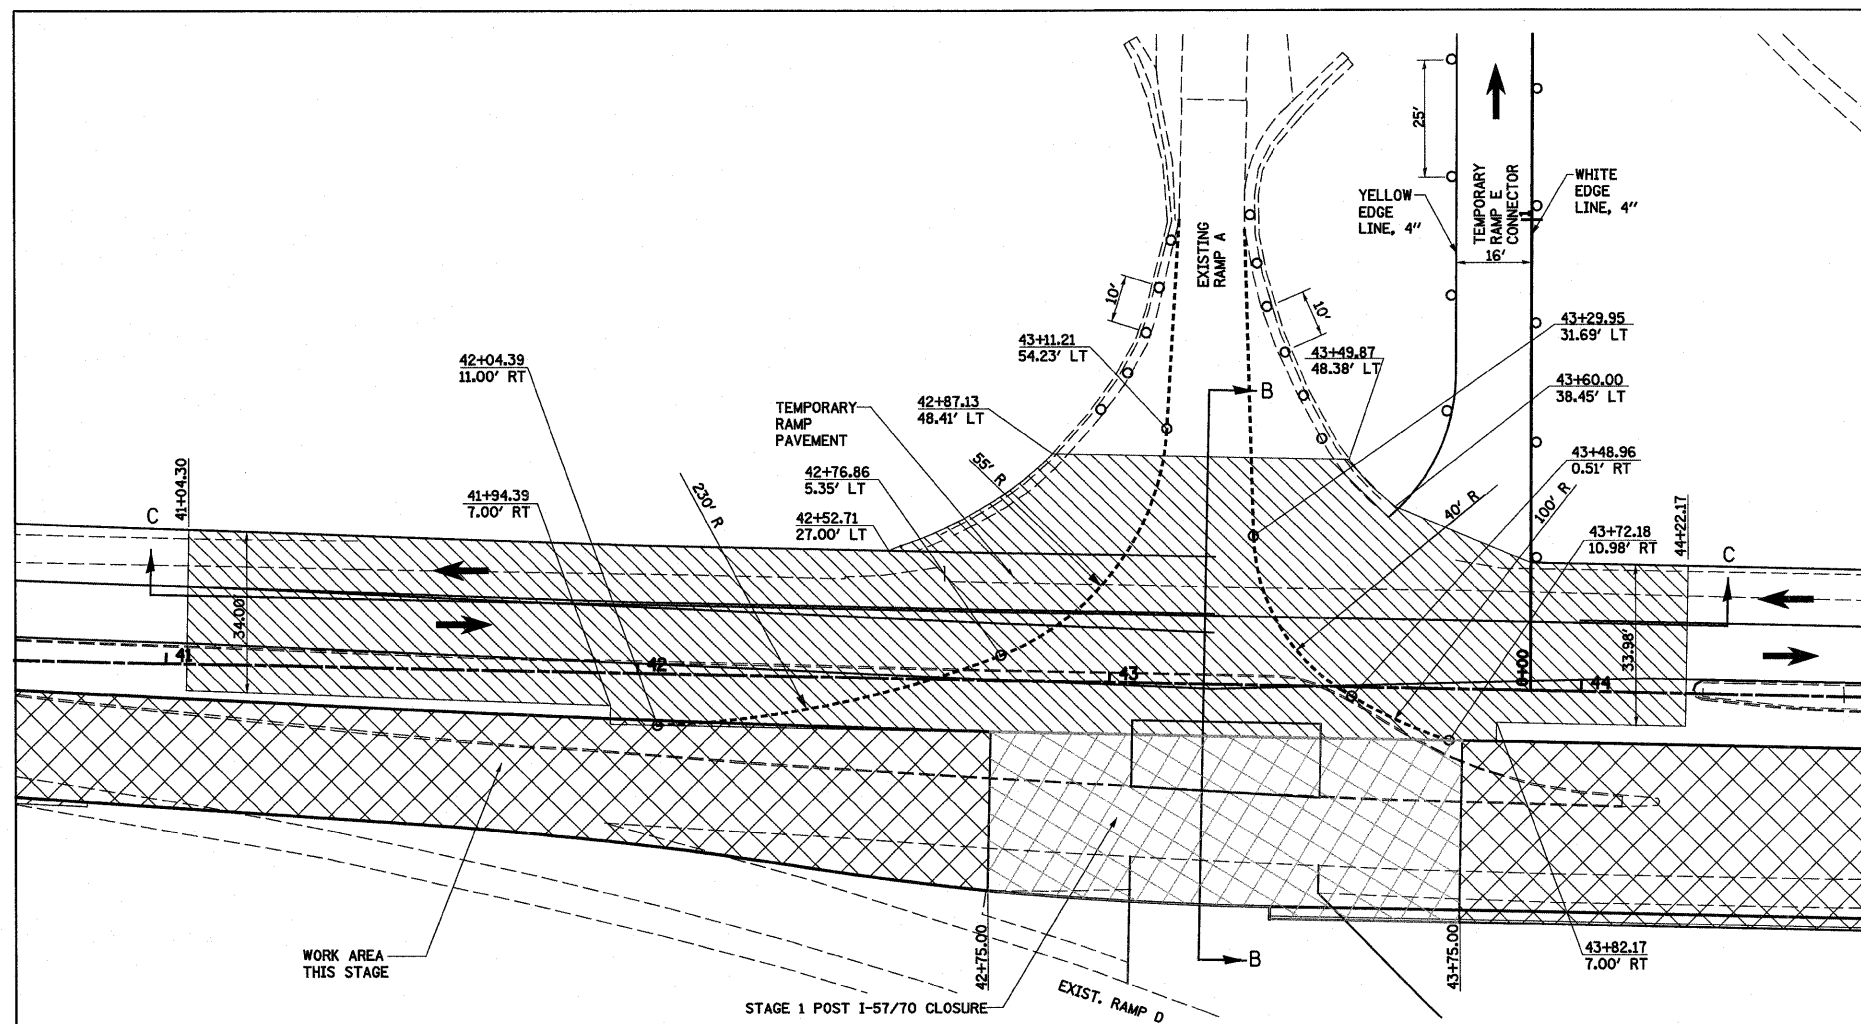 25'
TEMPORARY
RAMP E
CONNECTOR
16'
YELLOW
EDGE
LINE, 4"
WHITE
EDGE
LINE, 4"
1
EXISTING
RAMP A
10'
10'
43+11.21
54.23' LT
43+29.95
31.69' LT
43+49.87
48.38' LT
43+60.00
38.45' LT
42+04.39
11.00' RT
TEMPORARY
RAMP
PAVEMENT
42+87.13
48.41' LT
B
55' R
42+76.86
5.35' LT
43+48.96
0.51' RT
230' R
41+94.39
7.00' RT
42+52.71
27.00' LT
40' R
100' R
43+72.18
10.98' RT
41+04.30
44+22.17
C
C
34.00'
33.98'
41
42
43
0+00
44
WORK AREA
THIS STAGE
42+75.00
43+75.00
B
43+82.17
7.00' RT
STAGE 1 POST I-57/70 CLOSURE
EXIST. RAMP D